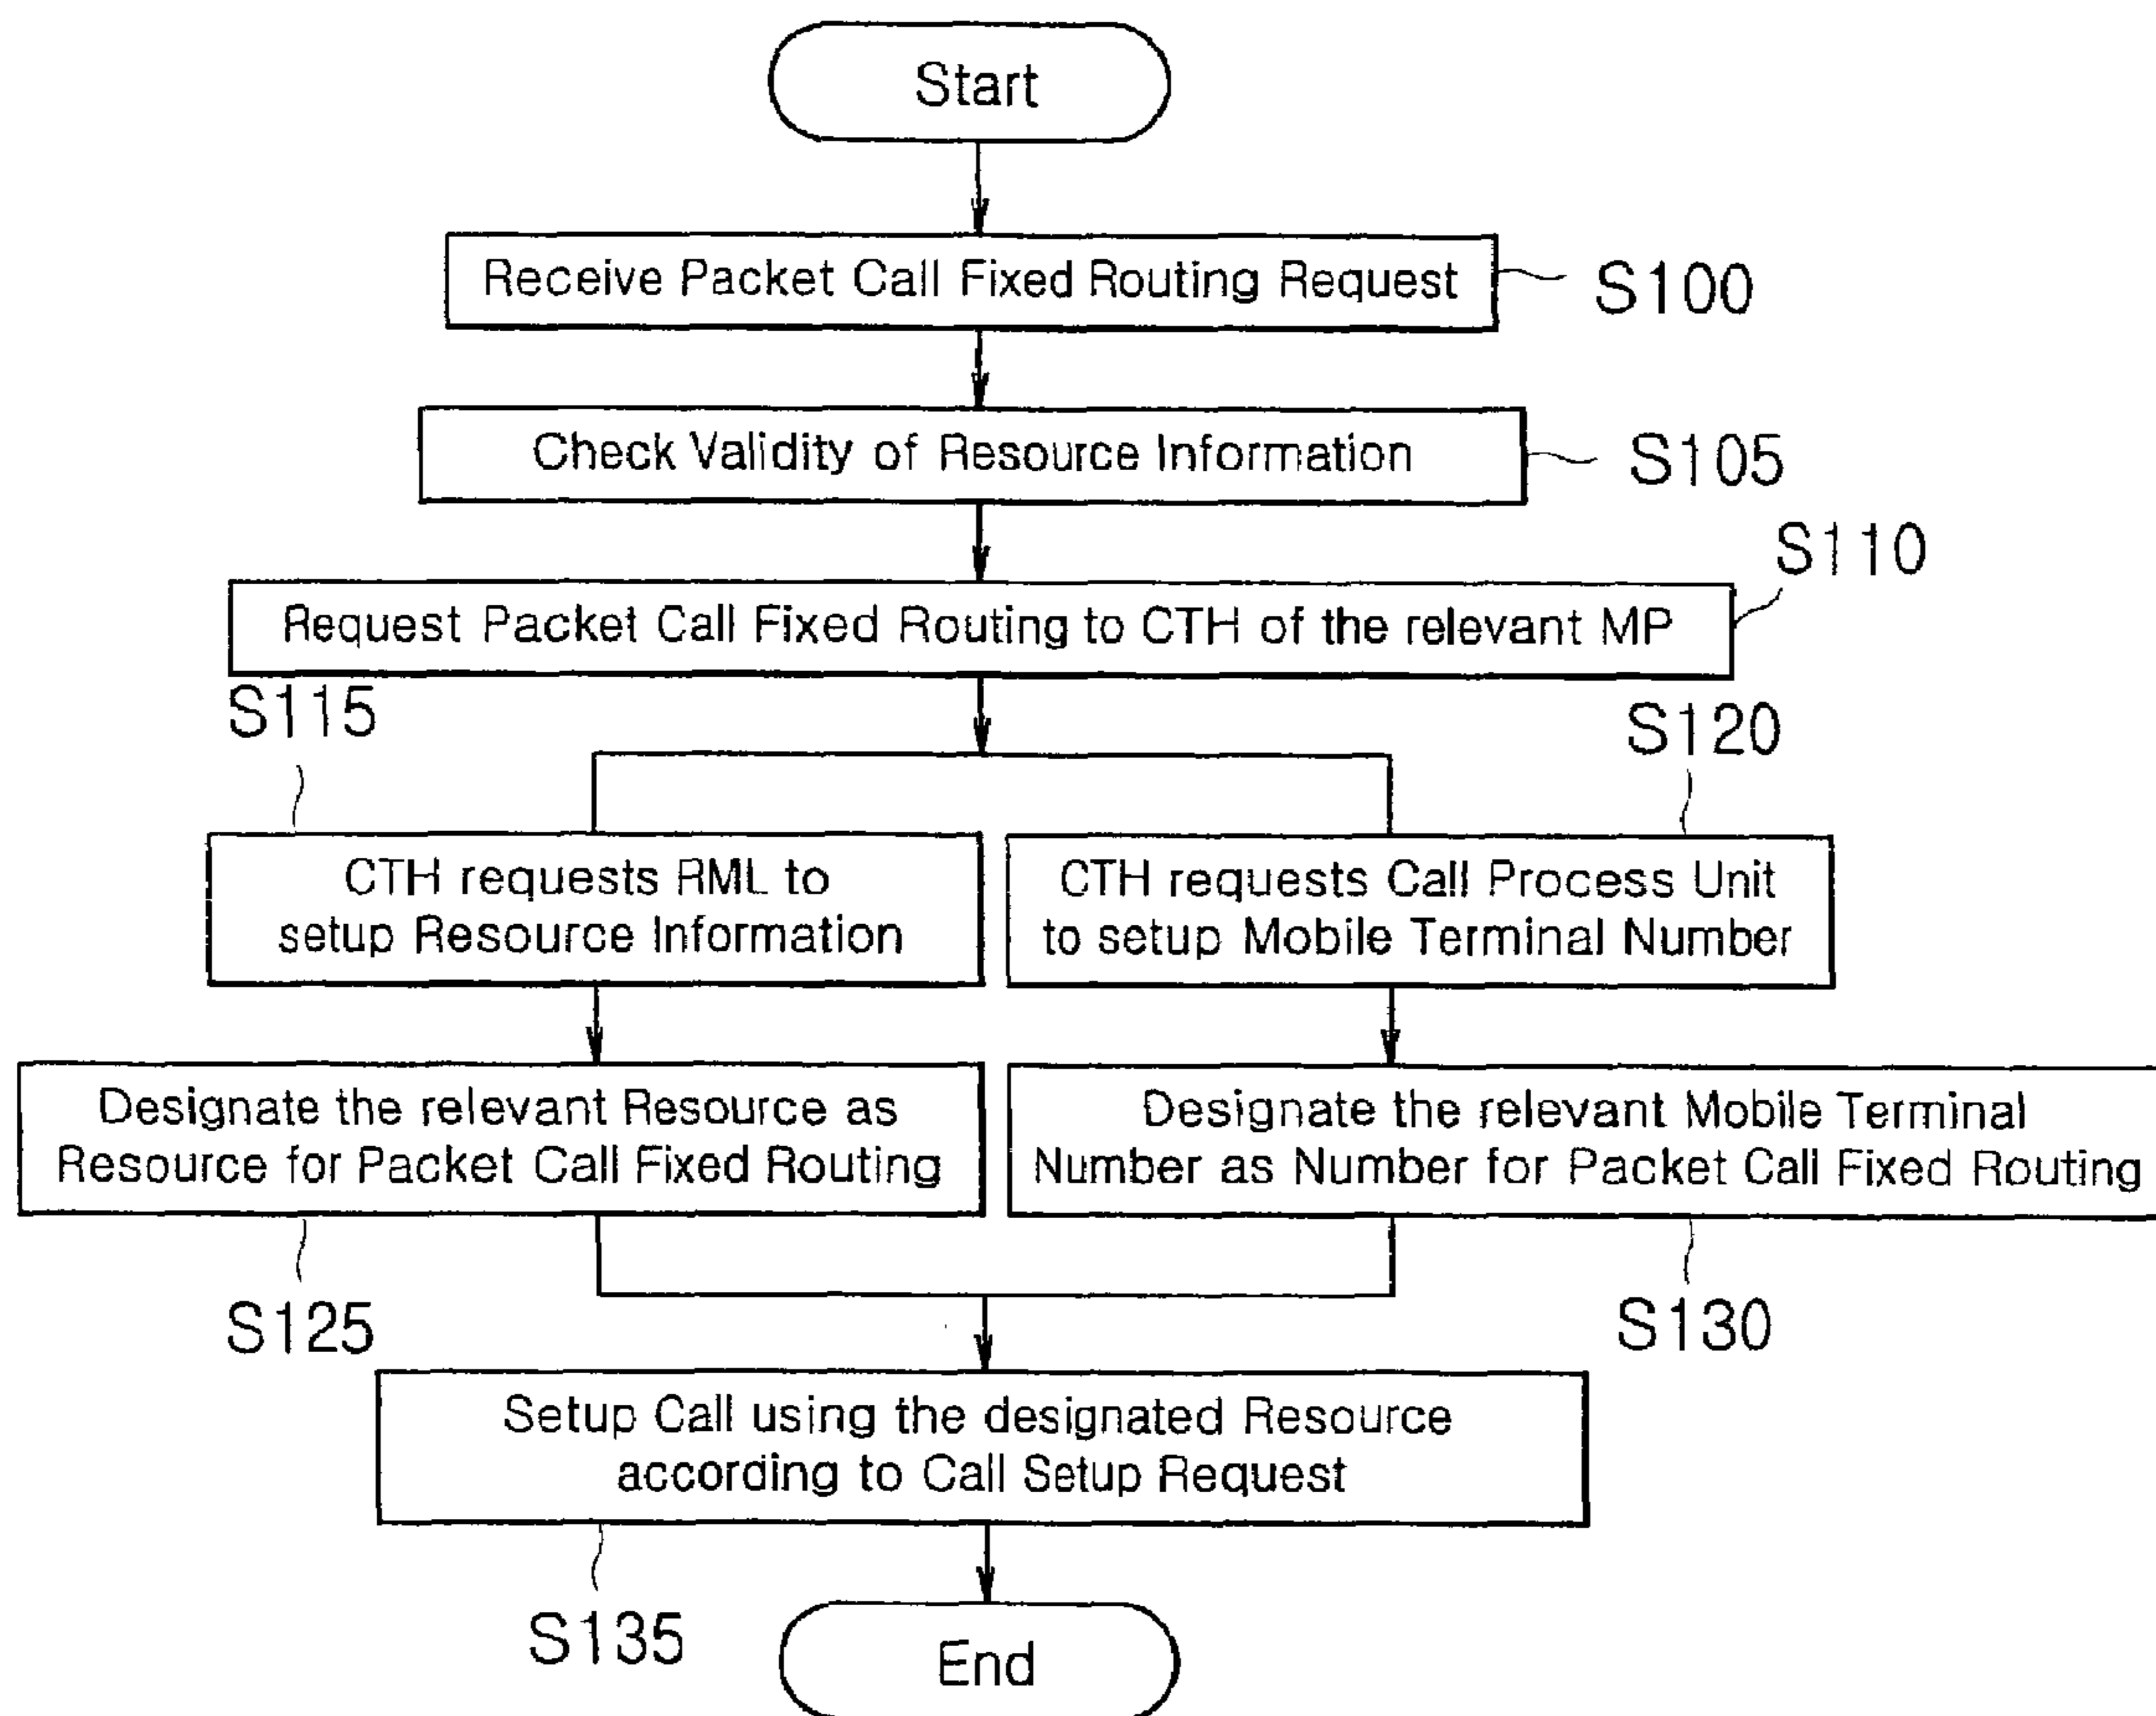 Start
Receive Packet Call Fixed Routing Request
S100
Check Validity of Resource Information
S105
S110
Request Packet Call Fixed Routing to CTH of the relevant MP
S115
S120
CTH requests RML to
setup Resource Information
CTH requests Call Process Unit
to setup Mobile Terminal Number
Designate the relevant Resource as
Resource for Packet Call Fixed Routing
Designate the relevant Mobile Terminal
Number as Number for Packet Call Fixed Routing
S125
S130
Setup Call using the designated Resource
according to Call Setup Request
S135
End